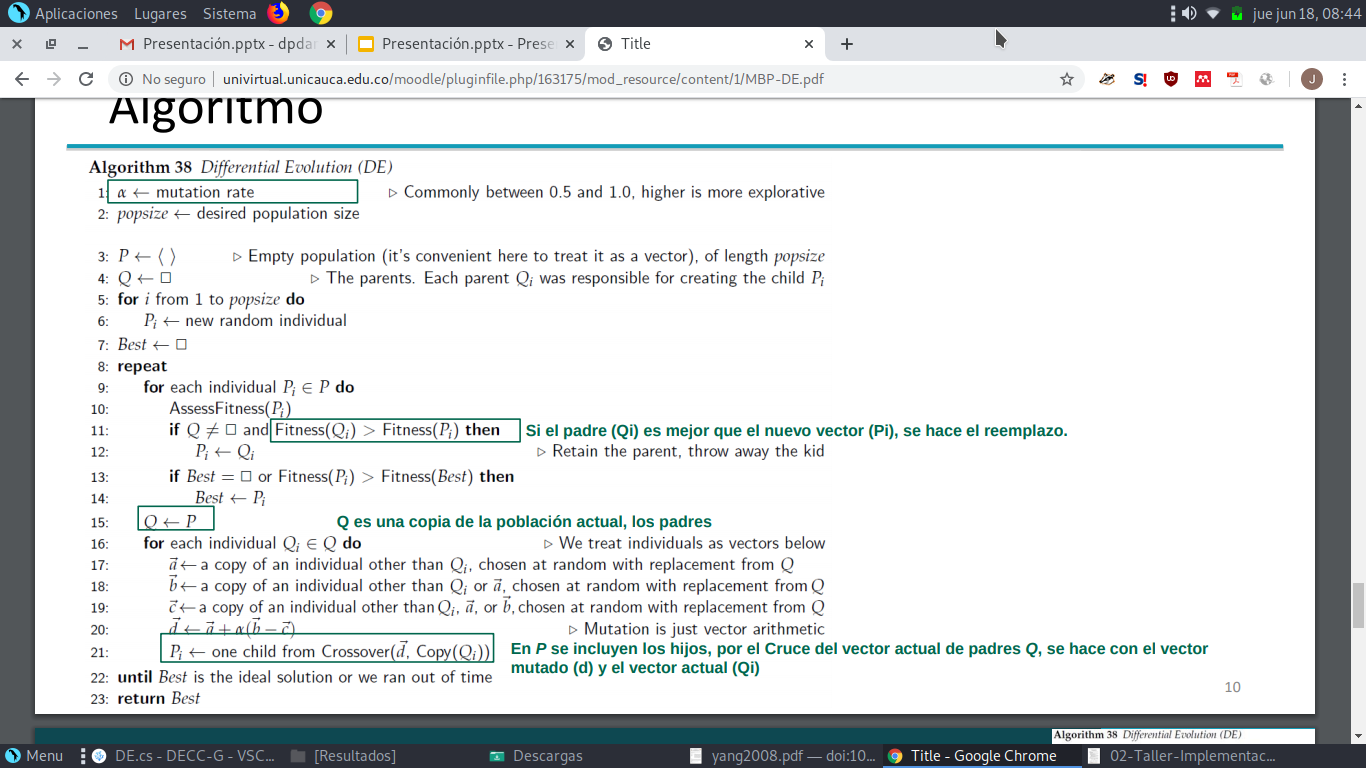 Aplicaciones Lugares Sistema jue jun 18, 08:44
Presentación.pptx - dpdar Presentación.pptx - Prese Title
No seguro univirtual.unicauca.edu.co/moodle/pluginfile.php/163175/mod_resource/content/1/MBP-DE.pdf J
Algoritmo
Algorithm 38 Differential Evolution (DE)
1: α ← mutation rate ▷ Commonly between 0.5 and 1.0, higher is more explorative
2: popsize ← desired population size
3: P ← ⟨ ⟩ ▷ Empty population (it's convenient here to treat it as a vector), of length popsize
4: Q ← □ ▷ The parents. Each parent Qi was responsible for creating the child Pi
5: for i from 1 to popsize do
6: Pi ← new random individual
7: Best ← □
8: repeat
9: for each individual Pi ∈ P do
10: AssessFitness(Pi)
11: if Q ≠ □ and Fitness(Qi) > Fitness(Pi) then Si el padre (Qi) es mejor que el nuevo vector (Pi), se hace el reemplazo.
12: Pi ← Qi ▷ Retain the parent, throw away the kid
13: if Best = □ or Fitness(Pi) > Fitness(Best) then
14: Best ← Pi
15: Q ← P Q es una copia de la población actual, los padres
16: for each individual Qi ∈ Q do ▷ We treat individuals as vectors below
17: a⃗ ← a copy of an individual other than Qi, chosen at random with replacement from Q
18: b⃗ ← a copy of an individual other than Qi or a⃗, chosen at random with replacement from Q
19: c⃗ ← a copy of an individual other than Qi, a⃗, or b⃗, chosen at random with replacement from Q
20: d⃗ ← a⃗ + α(b⃗ − c⃗) ▷ Mutation is just vector arithmetic
21: Pi ← one child from Crossover(d⃗, Copy(Qi)) En P se incluyen los hijos, por el Cruce del vector actual de padres Q, se hace con el vector
mutado (d) y el vector actual (Qi)
22: until Best is the ideal solution or we ran out of time
23: return Best
10
Algorithm 38 Differential Evolution (DE)
Menu DE.cs - DECC-G - VSC... [Resultados] Descargas yang2008.pdf — doi:10... Title - Google Chrome 02-Taller-Implementac...